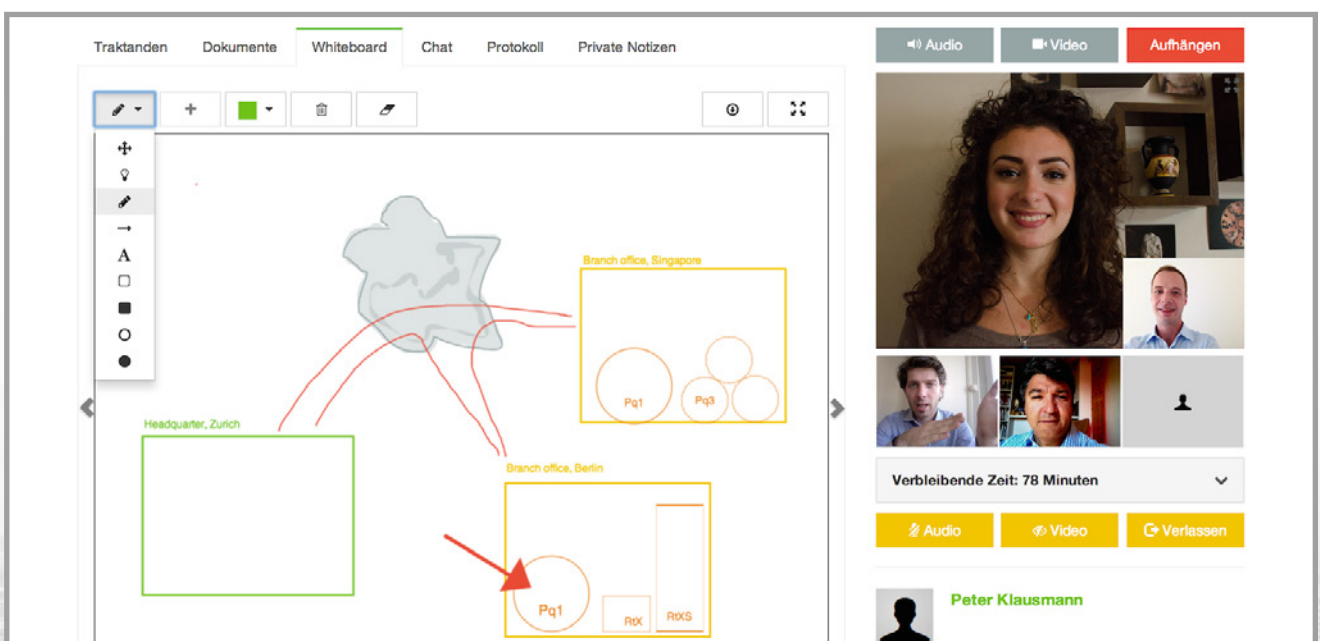 Traktanden Dokumente Whiteboard Chat Protokoll Private Notizen
Audio Video Aufhängen
A
Branch office, Singapore
Pq1 Pq3
Headquarter, Zurich
Branch office, Berlin
Pq1 RtX RtXS
Verbleibende Zeit: 78 Minuten
Audio Video Verlassen
Peter Klausmann